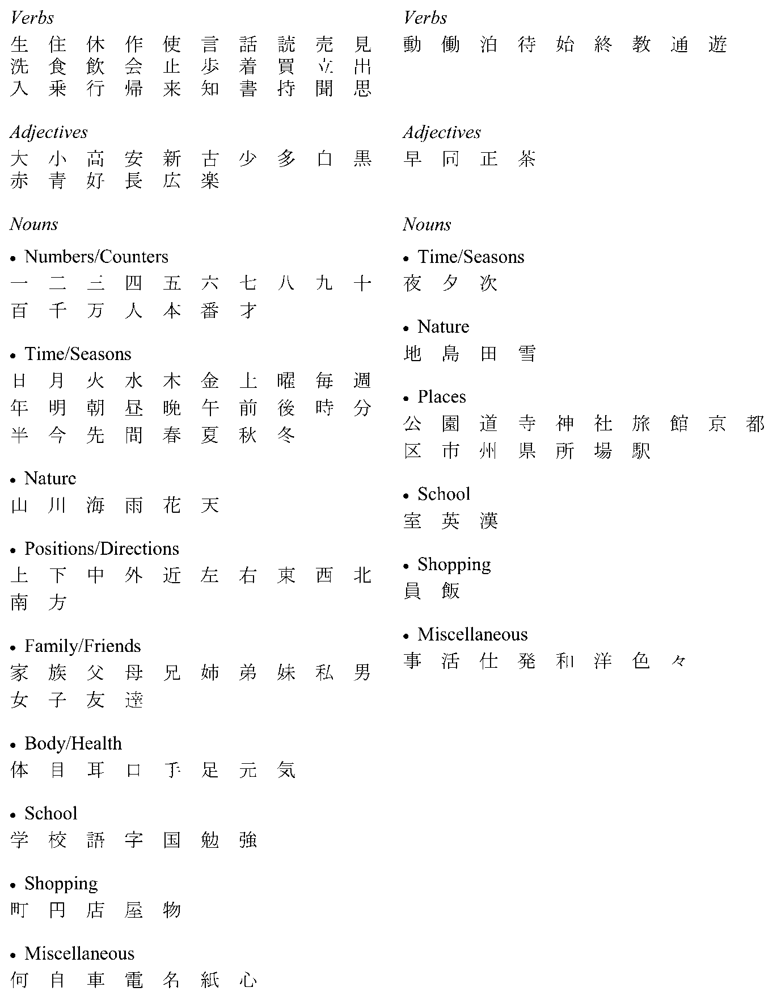 Verbs
生 住 休 作 使 言 話 読 売 見
洗 食 飲 会 止 歩 着 買 立 出
入 乗 行 帰 来 知 書 持 聞 思
Adjectives
大 小 高 安 新 古 少 多 白 黒
赤 青 好 長 広 楽
Nouns
• Numbers/Counters
一 二 三 四 五 六 七 八 九 十
百 千 万 人 本 番 才
• Time/Seasons
日 月 火 水 木 金 土 曜 毎 週
年 明 朝 昼 晩 午 前 後 時 分
半 今 先 間 春 夏 秋 冬
• Nature
山 川 海 雨 花 天
• Positions/Directions
上 下 中 外 近 左 右 東 西 北
南 方
• Family/Friends
家 族 父 母 兄 姉 弟 妹 私 男
女 子 友 達
• Body/Health
体 目 耳 口 手 足 元 気
• School
学 校 語 字 国 勉 強
• Shopping
町 円 店 屋 物
• Miscellaneous
何 自 車 電 名 紙 心
Verbs
動 働 泊 待 始 終 教 通 遊
Adjectives
早 同 正 茶
Nouns
• Time/Seasons
夜 夕 次
• Nature
地 島 田 雪
• Places
公 園 道 寺 神 社 旅 館 京 都
区 市 州 県 所 場 駅
• School
室 英 漢
• Shopping
員 飯
• Miscellaneous
事 活 仕 発 和 洋 色 々